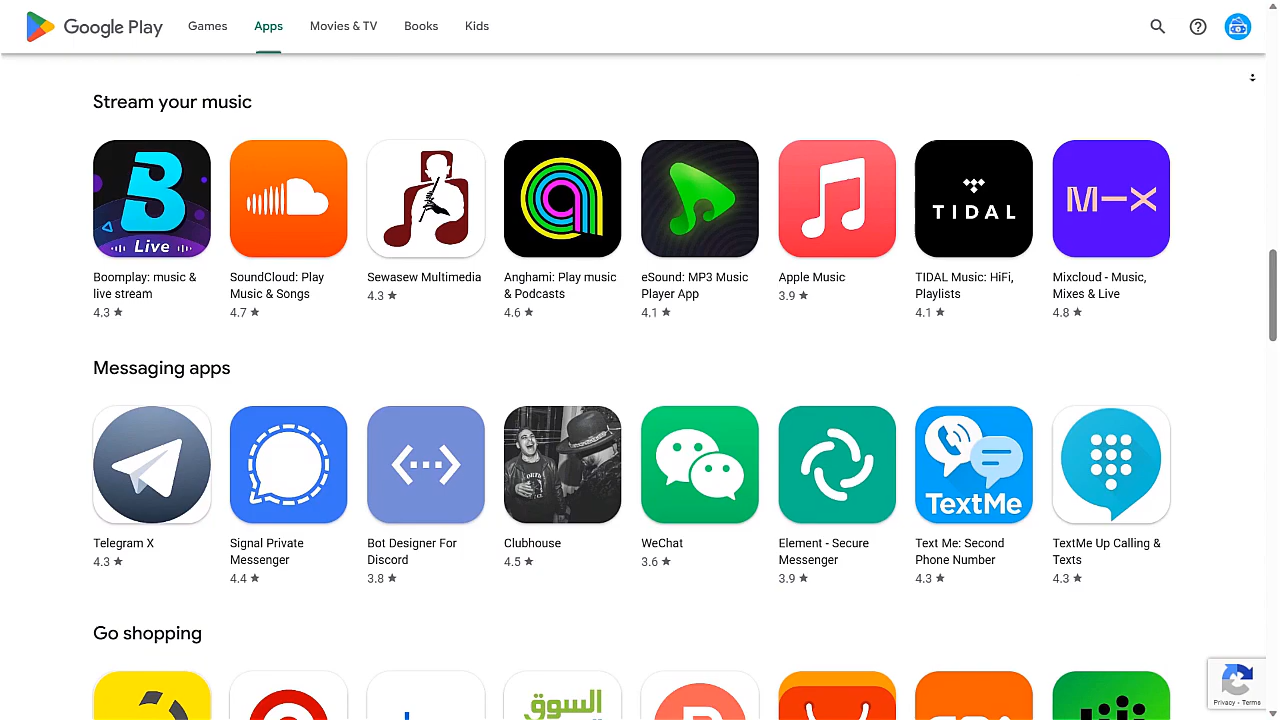 Google Play
Games
Apps
Movies & TV
Books
Kids
Stream your music
Live
TIDAL
M-X
Boomplay: music &
live stream
4.3 ★
SoundCloud: Play
Music & Songs
4.7 ★
Sewasew Multimedia
4.3 ★
Anghami: Play music
& Podcasts
4.6 ★
eSound: MP3 Music
Player App
4.1 ★
Apple Music
3.9 ★
TIDAL Music: HiFi,
Playlists
4.1 ★
Mixcloud - Music,
Mixes & Live
4.8 ★
Messaging apps
TextMe
Telegram X
4.3 ★
Signal Private
Messenger
4.4 ★
Bot Designer For
Discord
3.8 ★
Clubhouse
4.5 ★
WeChat
3.6 ★
Element - Secure
Messenger
3.9 ★
Text Me: Second
Phone Number
4.3 ★
TextMe Up Calling &
Texts
4.3 ★
Go shopping
السوق
Privacy - Terms